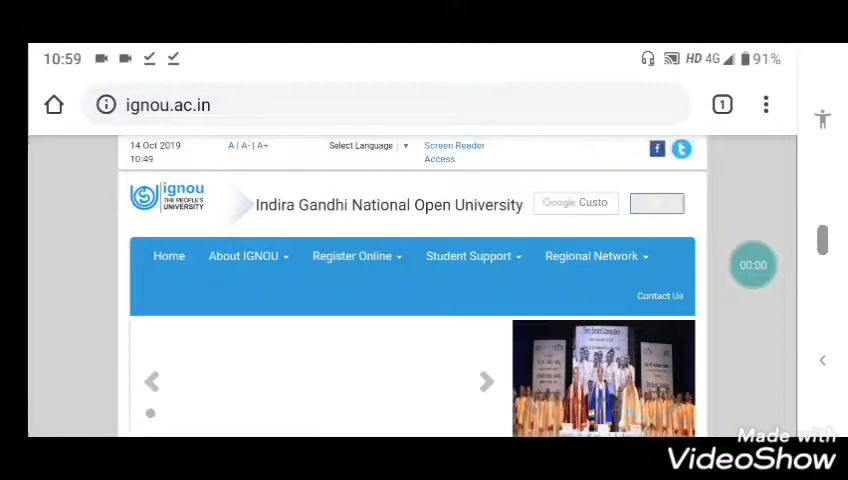 10:59 HD 4G 91%
ignou.ac.in 1
14 Oct 2019 A | A- | A+ Select Language ▼ Screen Reader
10:49 Access
ignou
THE PEOPLE'S
UNIVERSITY
Indira Gandhi National Open University Google Custo
Home About IGNOU Register Online Student Support Regional Network
00:00
Contact Us
Made with
VideoShow